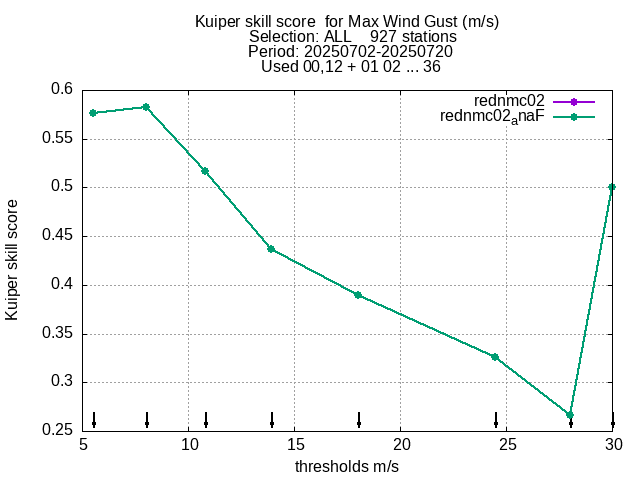 Kuiper skill score  for Max Wind Gust (m/s)
Selection: ALL    927 stations
Period: 20250702-20250720
Used 00,12 + 01 02 ... 36
rednmc02
rednmc02_anaF
0.6
0.55
0.5
0.45
0.4
0.35
0.3
0.25
Kuiper skill score
5 10 15 20 25 30
thresholds m/s